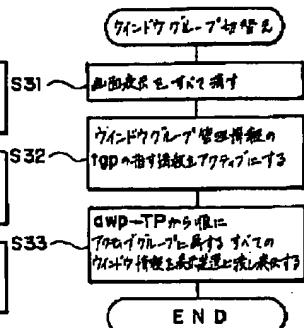 ウインドウグループ切替え
S31
画面表示をすべて消す
S32
ウインドウグループ管理情報の
tgpの指す情報をアクティブにする
S33
awp→TPから順に
アクティブグループに属するすべての
ウインドウ情報を表示装置に渡し表示する
END